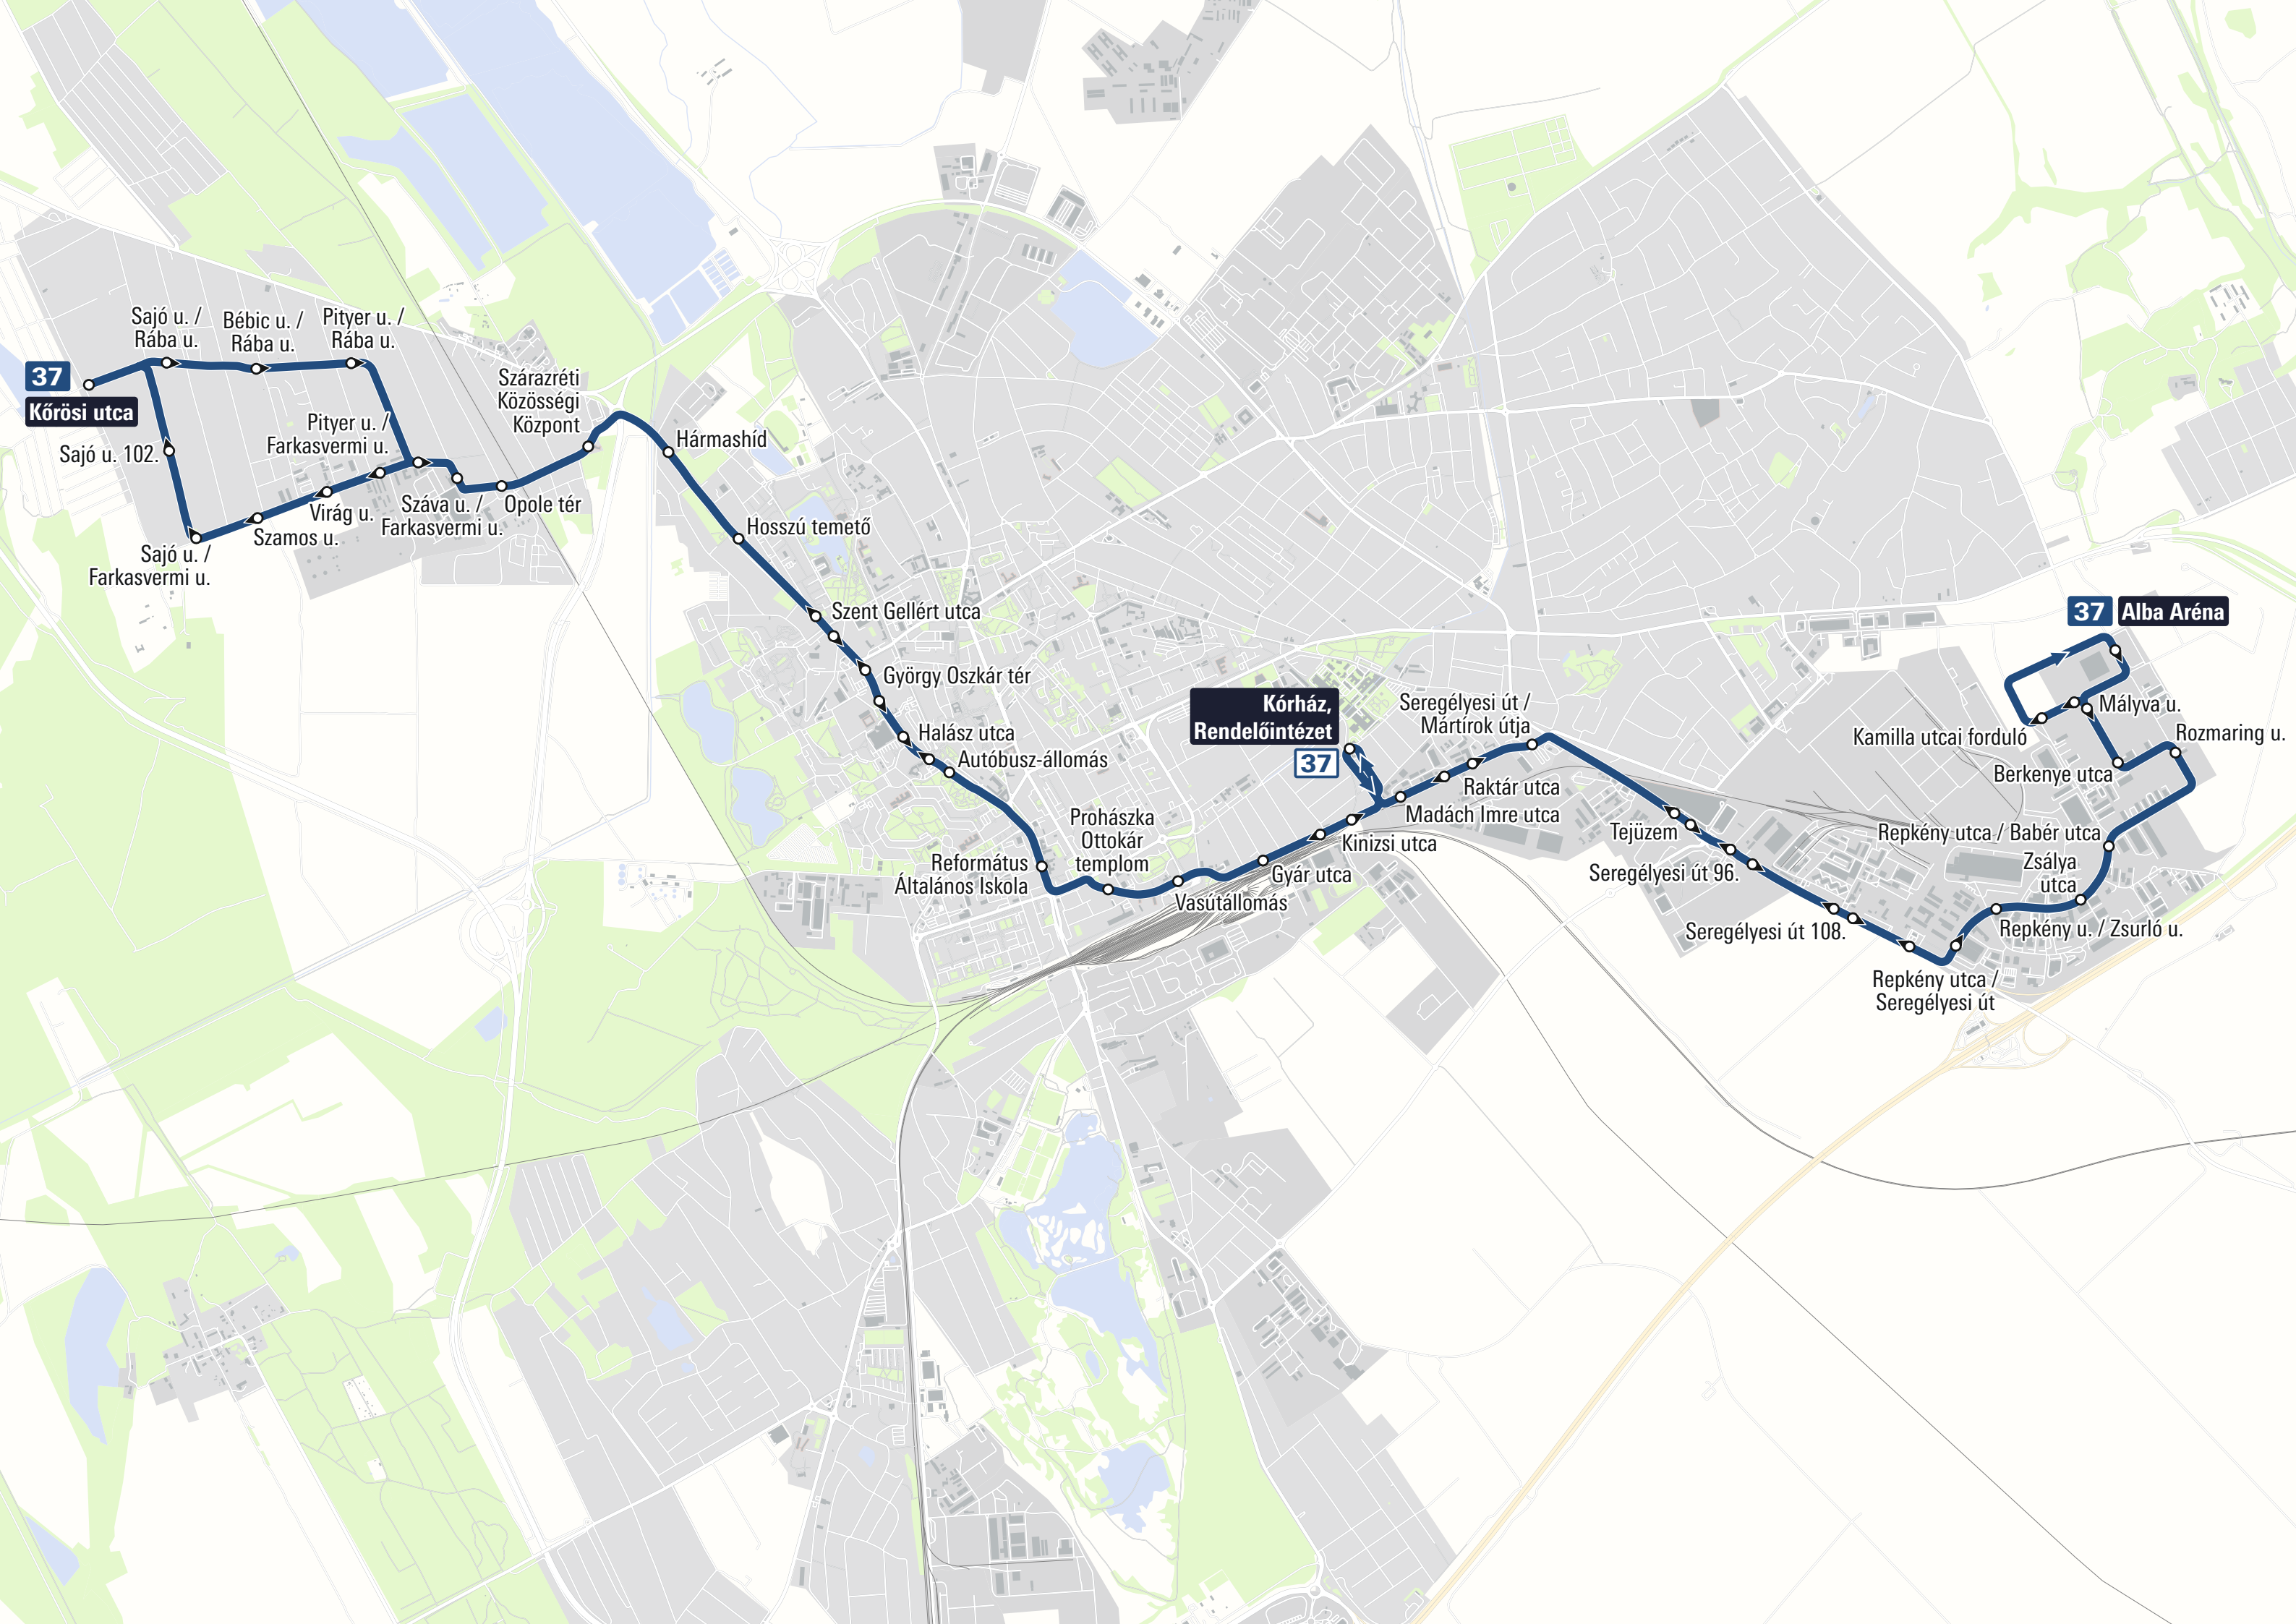 Sajó u. /
Rába u.
Bébic u. /
Rába u.
Pityer u. /
Rába u.
37
Kőrösi utca
Szárazréti
Közösségi
Központ
Pityer u. /
Farkasvermi u.
Sajó u. 102.
Hármashíd
Virág u.
Száva u. /
Farkasvermi u.
Opole tér
Szamos u.
Sajó u. /
Farkasvermi u.
Hosszú temető
Szent Gellért utca
György Oszkár tér
Halász utca
Autóbusz-állomás
Prohászka
Ottokár
templom
Református
Általános Iskola
Vasútállomás
Gyár utca
Kinizsi utca
Kórház,
Rendelőintézet
37
Seregélyesi út /
Mártírok útja
Raktár utca
Madách Imre utca
Tejüzem
Seregélyesi út 96.
Seregélyesi út 108.
Repkény utca /
Seregélyesi út
Repkény u. / Zsurló u.
Zsálya
utca
Repkény utca / Babér utca
Berkenye utca
Rozmaring u.
Kamilla utcai forduló
Mályva u.
37 Alba Aréna